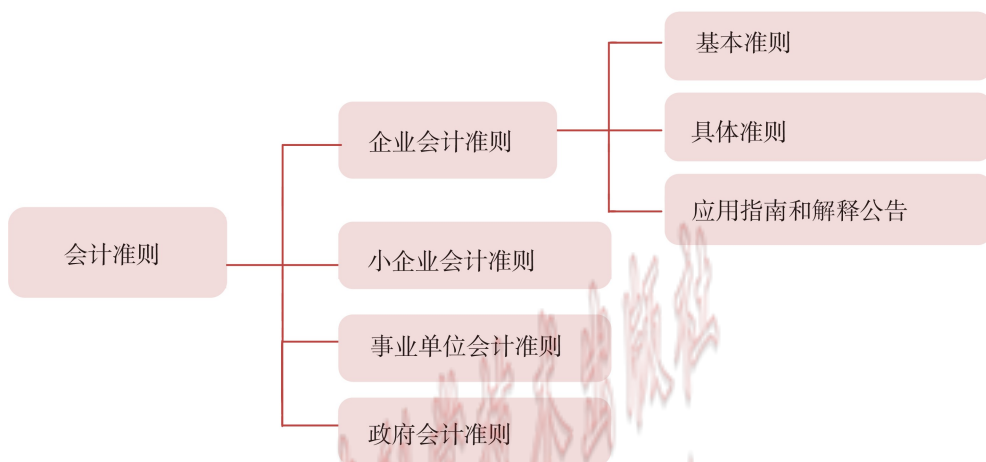 会计准则
企业会计准则
基本准则
具体准则
应用指南和解释公告
小企业会计准则
事业单位会计准则
政府会计准则